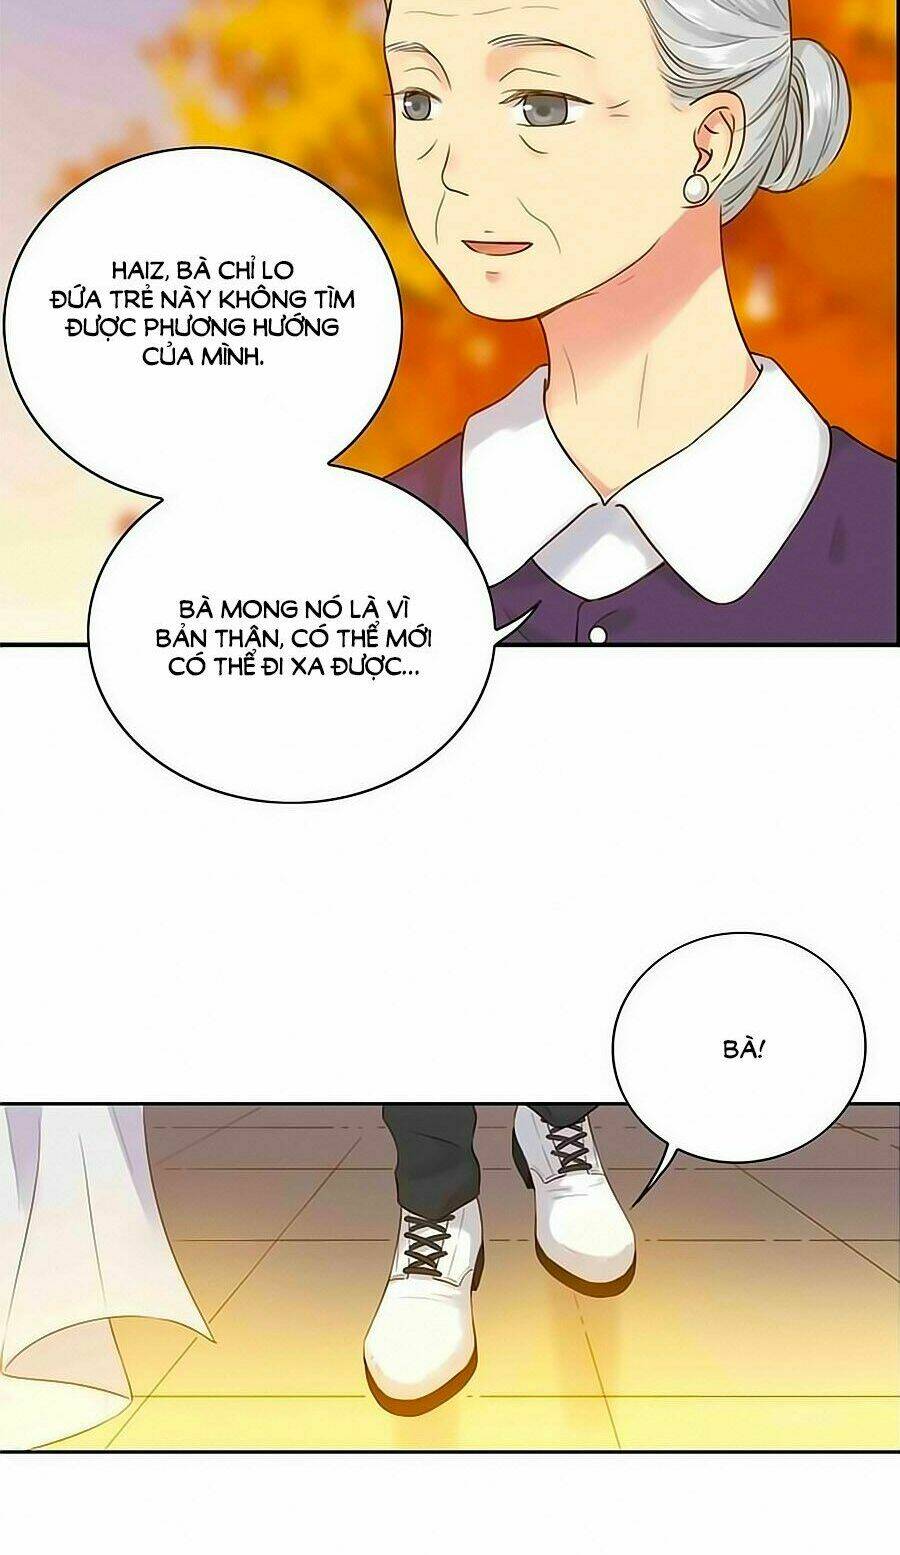 HAIZ, BÀ CHỈ LO
ĐỨA TRẺ NÀY KHÔNG TÌM
ĐƯỢC PHƯƠNG HƯỚNG
CỦA MÌNH.
BÀ MONG NÓ LÀ VÌ
BẢN THÂN, CÓ THỂ MỚI
CÓ THỂ ĐI XA ĐƯỢC...
BÀ!